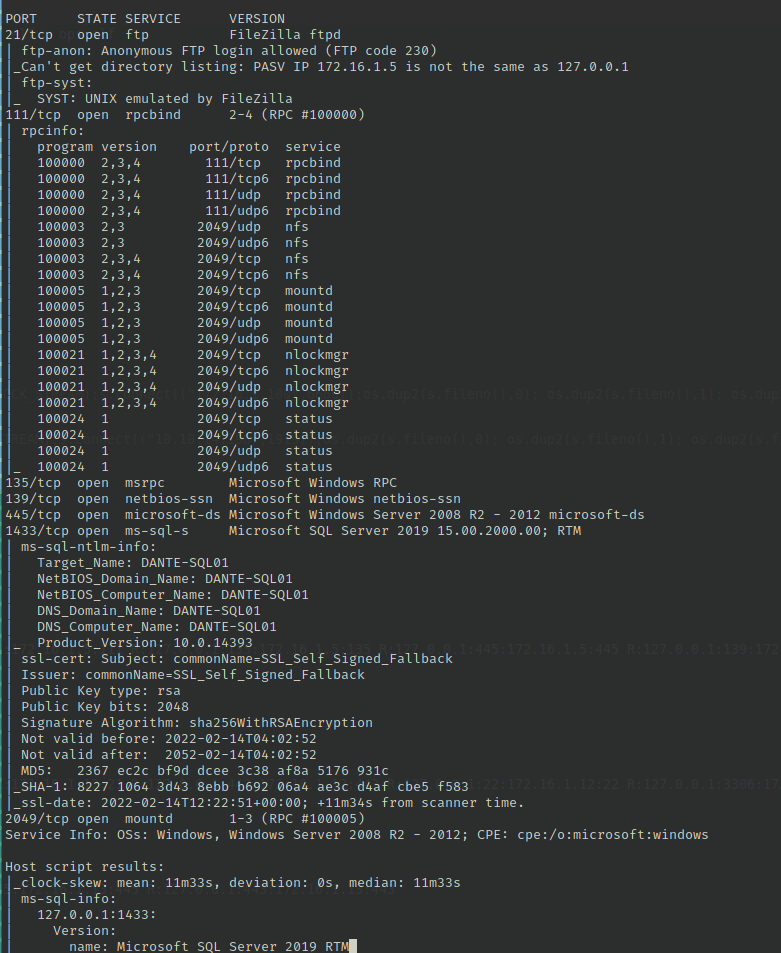 PORT     STATE SERVICE       VERSION
21/tcp   open  ftp           FileZilla ftpd
| ftp-anon: Anonymous FTP login allowed (FTP code 230)
|_Can't get directory listing: PASV IP 172.16.1.5 is not the same as 127.0.0.1
| ftp-syst:
|_  SYST: UNIX emulated by FileZilla
111/tcp  open  rpcbind       2-4 (RPC #100000)
| rpcinfo:
|   program version    port/proto  service
|   100000  2,3,4        111/tcp   rpcbind
|   100000  2,3,4        111/tcp6  rpcbind
|   100000  2,3,4        111/udp   rpcbind
|   100000  2,3,4        111/udp6  rpcbind
|   100003  2,3         2049/udp   nfs
|   100003  2,3         2049/udp6  nfs
|   100003  2,3,4       2049/tcp   nfs
|   100003  2,3,4       2049/tcp6  nfs
|   100005  1,2,3       2049/tcp   mountd
|   100005  1,2,3       2049/tcp6  mountd
|   100005  1,2,3       2049/udp   mountd
|   100005  1,2,3       2049/udp6  mountd
|   100021  1,2,3,4     2049/tcp   nlockmgr
|   100021  1,2,3,4     2049/tcp6  nlockmgr
|   100021  1,2,3,4     2049/udp   nlockmgr
|   100021  1,2,3,4     2049/udp6  nlockmgr
|   100024  1           2049/tcp   status
|   100024  1           2049/tcp6  status
|   100024  1           2049/udp   status
|_  100024  1           2049/udp6  status
135/tcp  open  msrpc         Microsoft Windows RPC
139/tcp  open  netbios-ssn   Microsoft Windows netbios-ssn
445/tcp  open  microsoft-ds  Microsoft Windows Server 2008 R2 - 2012 microsoft-ds
1433/tcp open  ms-sql-s      Microsoft SQL Server 2019 15.00.2000.00; RTM
| ms-sql-ntlm-info:
|   Target_Name: DANTE-SQL01
|   NetBIOS_Domain_Name: DANTE-SQL01
|   NetBIOS_Computer_Name: DANTE-SQL01
|   DNS_Domain_Name: DANTE-SQL01
|   DNS_Computer_Name: DANTE-SQL01
|_  Product_Version: 10.0.14393
| ssl-cert: Subject: commonName=SSL_Self_Signed_Fallback
| Issuer: commonName=SSL_Self_Signed_Fallback
| Public Key type: rsa
| Public Key bits: 2048
| Signature Algorithm: sha256WithRSAEncryption
| Not valid before: 2022-02-14T04:02:52
| Not valid after:  2052-02-14T04:02:52
| MD5:   2367 ec2c bf9d dcee 3c38 af8a 5176 931c
|_SHA-1: 8227 1064 3d43 8ebb b692 06a4 ae3c d4af cbe5 f583
|_ssl-date: 2022-02-14T12:22:51+00:00; +11m34s from scanner time.
2049/tcp open  mountd        1-3 (RPC #100005)
Service Info: OSs: Windows, Windows Server 2008 R2 - 2012; CPE: cpe:/o:microsoft:windows

Host script results:
|_clock-skew: mean: 11m33s, deviation: 0s, median: 11m33s
| ms-sql-info:
|   127.0.0.1:1433:
|     Version:
|       name: Microsoft SQL Server 2019 RTM